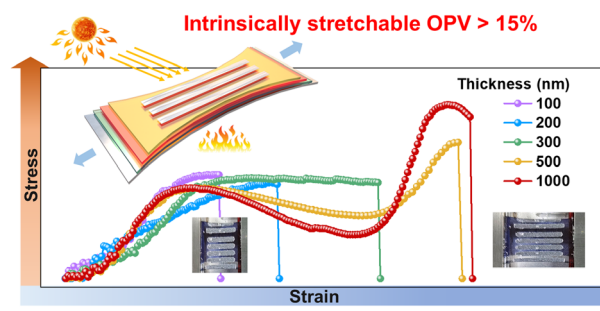 Intrinsically stretchable OPV > 15%
Thickness (nm)
100
200
300
500
1000
Stress
Strain